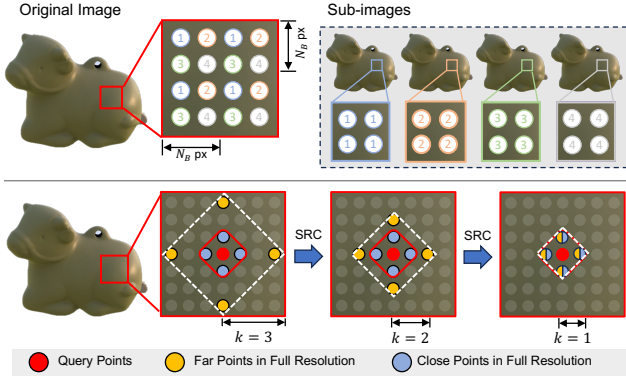 Original Image
Sub-images
1 2 1 2
3 4 3 4
1 2 1 2
3 4 3 4
N_B px
N_B px
1 1
1 1
2 2
2 2
3 3
3 3
4 4
4 4
SRC
SRC
k = 3
k = 2
k = 1
Query Points
Far Points in Full Resolution
Close Points in Full Resolution